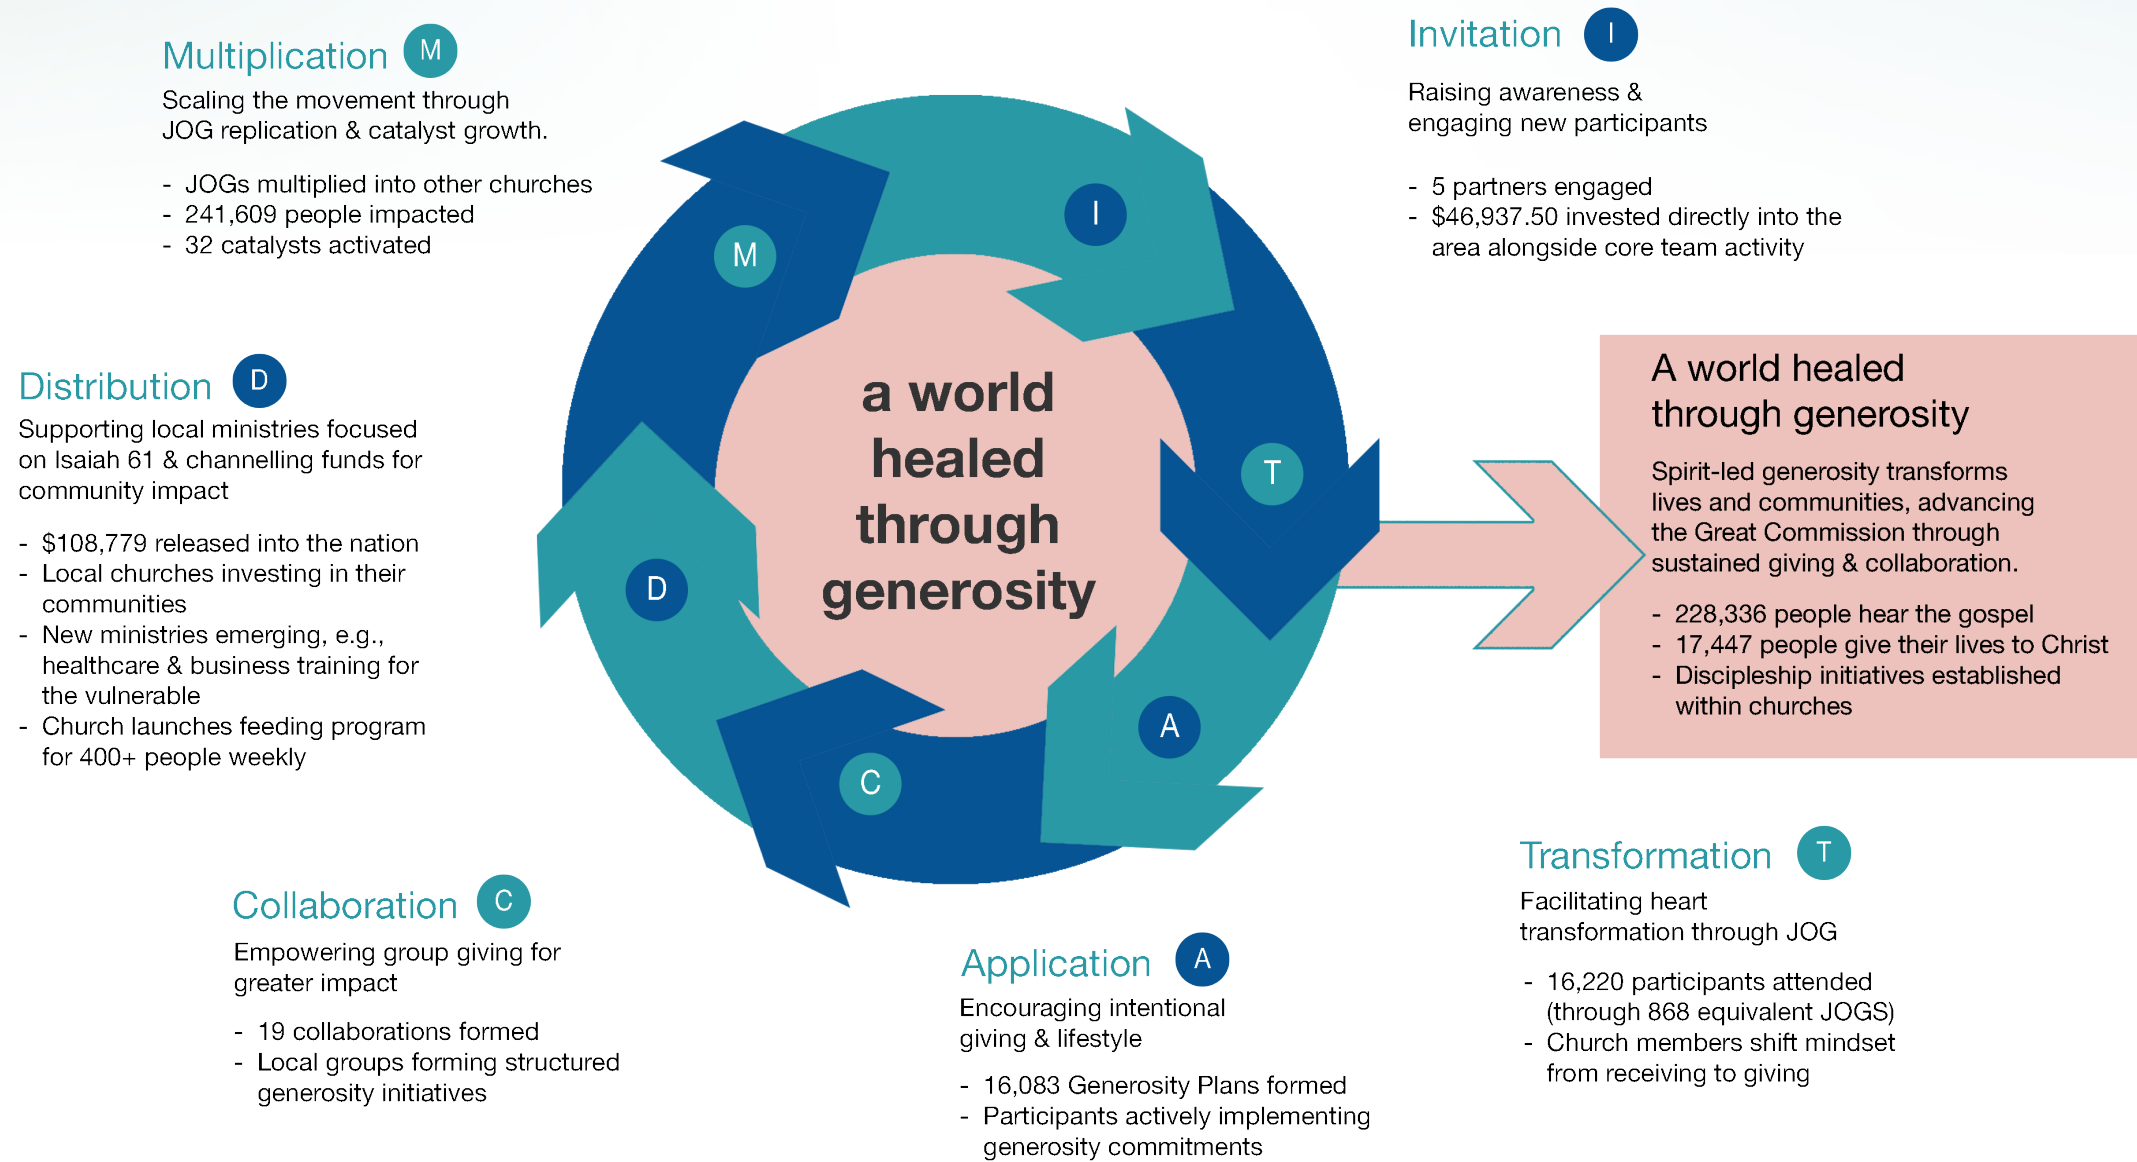 Multiplication M
Scaling the movement through
JOG replication & catalyst growth.
- JOGs multiplied into other churches
- 241,609 people impacted
- 32 catalysts activated
Invitation I
Raising awareness &
engaging new participants
- 5 partners engaged
- $46,937.50 invested directly into the
area alongside core team activity
Distribution D
Supporting local ministries focused
on Isaiah 61 & channelling funds for
community impact
- $108,779 released into the nation
- Local churches investing in their
communities
- New ministries emerging, e.g.,
healthcare & business training for
the vulnerable
- Church launches feeding program
for 400+ people weekly
M
I
T
A
C
D
a world
healed
through
generosity
A world healed
through generosity
Spirit-led generosity transforms
lives and communities, advancing
the Great Commission through
sustained giving & collaboration.
- 228,336 people hear the gospel
- 17,447 people give their lives to Christ
- Discipleship initiatives established
within churches
Collaboration C
Empowering group giving for
greater impact
- 19 collaborations formed
- Local groups forming structured
generosity initiatives
Application A
Encouraging intentional
giving & lifestyle
- 16,083 Generosity Plans formed
- Participants actively implementing
generosity commitments
Transformation T
Facilitating heart
transformation through JOG
- 16,220 participants attended
(through 868 equivalent JOGS)
- Church members shift mindset
from receiving to giving